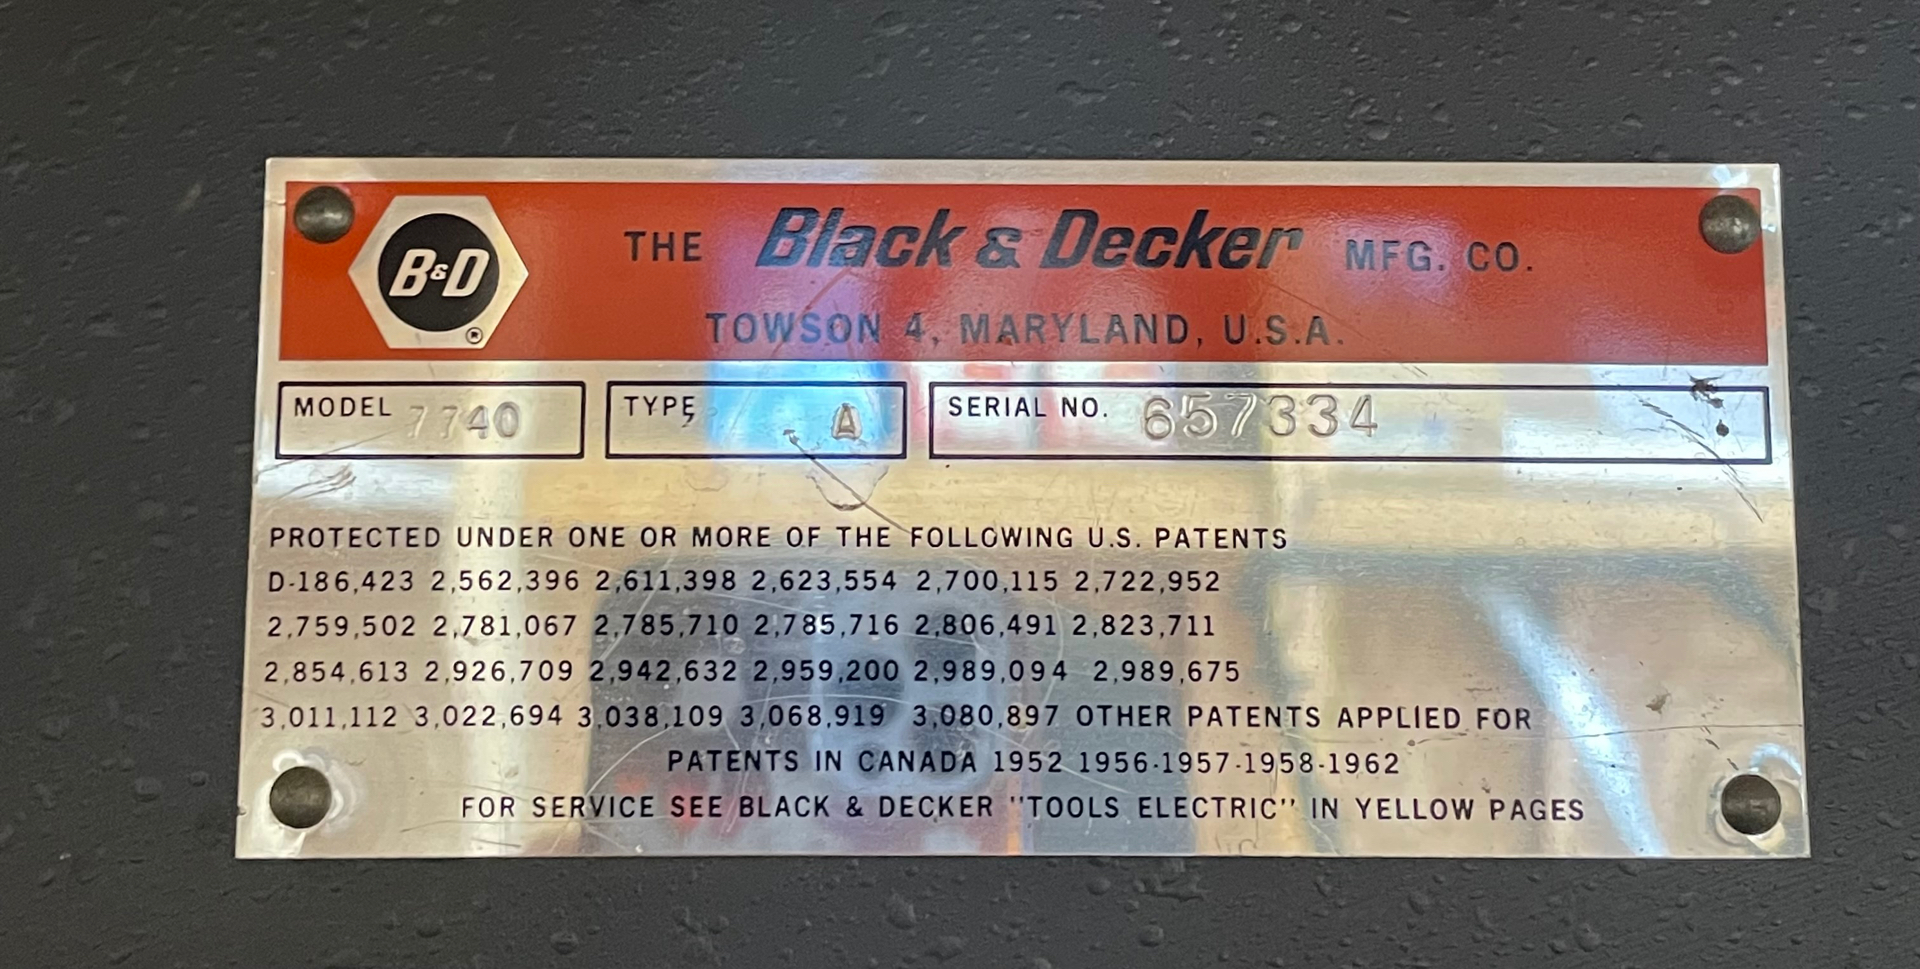 B&D ®
THE Black & Decker MFG. CO.
TOWSON 4, MARYLAND, U.S.A.
MODEL 7740 TYPE A SERIAL NO. 657334
PROTECTED UNDER ONE OR MORE OF THE FOLLOWING U.S. PATENTS
D-186,423 2,562,396 2,611,398 2,623,554 2,700,115 2,722,952
2,759,502 2,781,067 2,785,710 2,785,716 2,806,491 2,823,711
2,854,613 2,926,709 2,942,632 2,959,200 2,989,094 2,989,675
3,011,112 3,022,694 3,038,109 3,068,919 3,080,897 OTHER PATENTS APPLIED FOR
PATENTS IN CANADA 1952 1956-1957-1958-1962
FOR SERVICE SEE BLACK & DECKER "TOOLS ELECTRIC" IN YELLOW PAGES